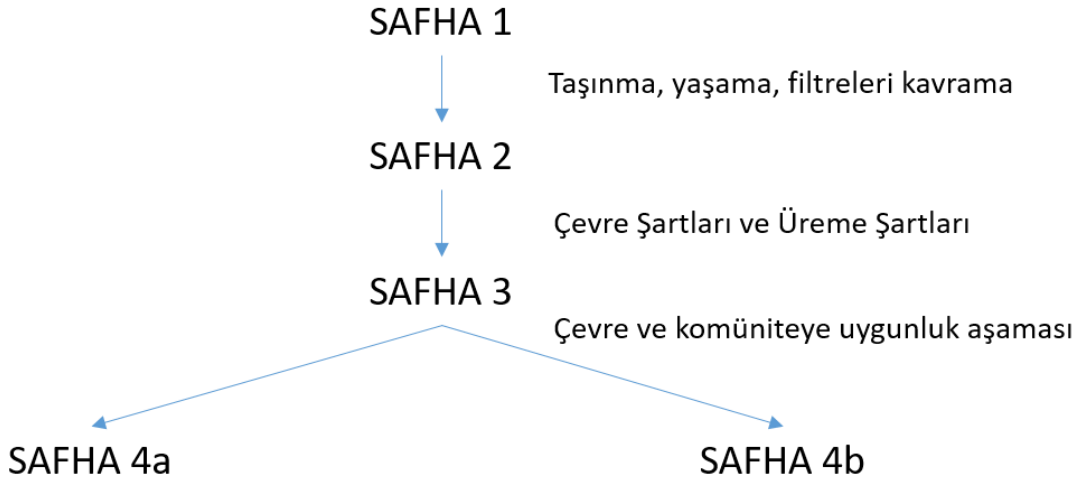 SAFHA 1
Taşınma, yaşama, filtreleri kavrama
SAFHA 2
Çevre Şartları ve Üreme Şartları
SAFHA 3
Çevre ve komüniteye uygunluk aşaması
SAFHA 4a
SAFHA 4b